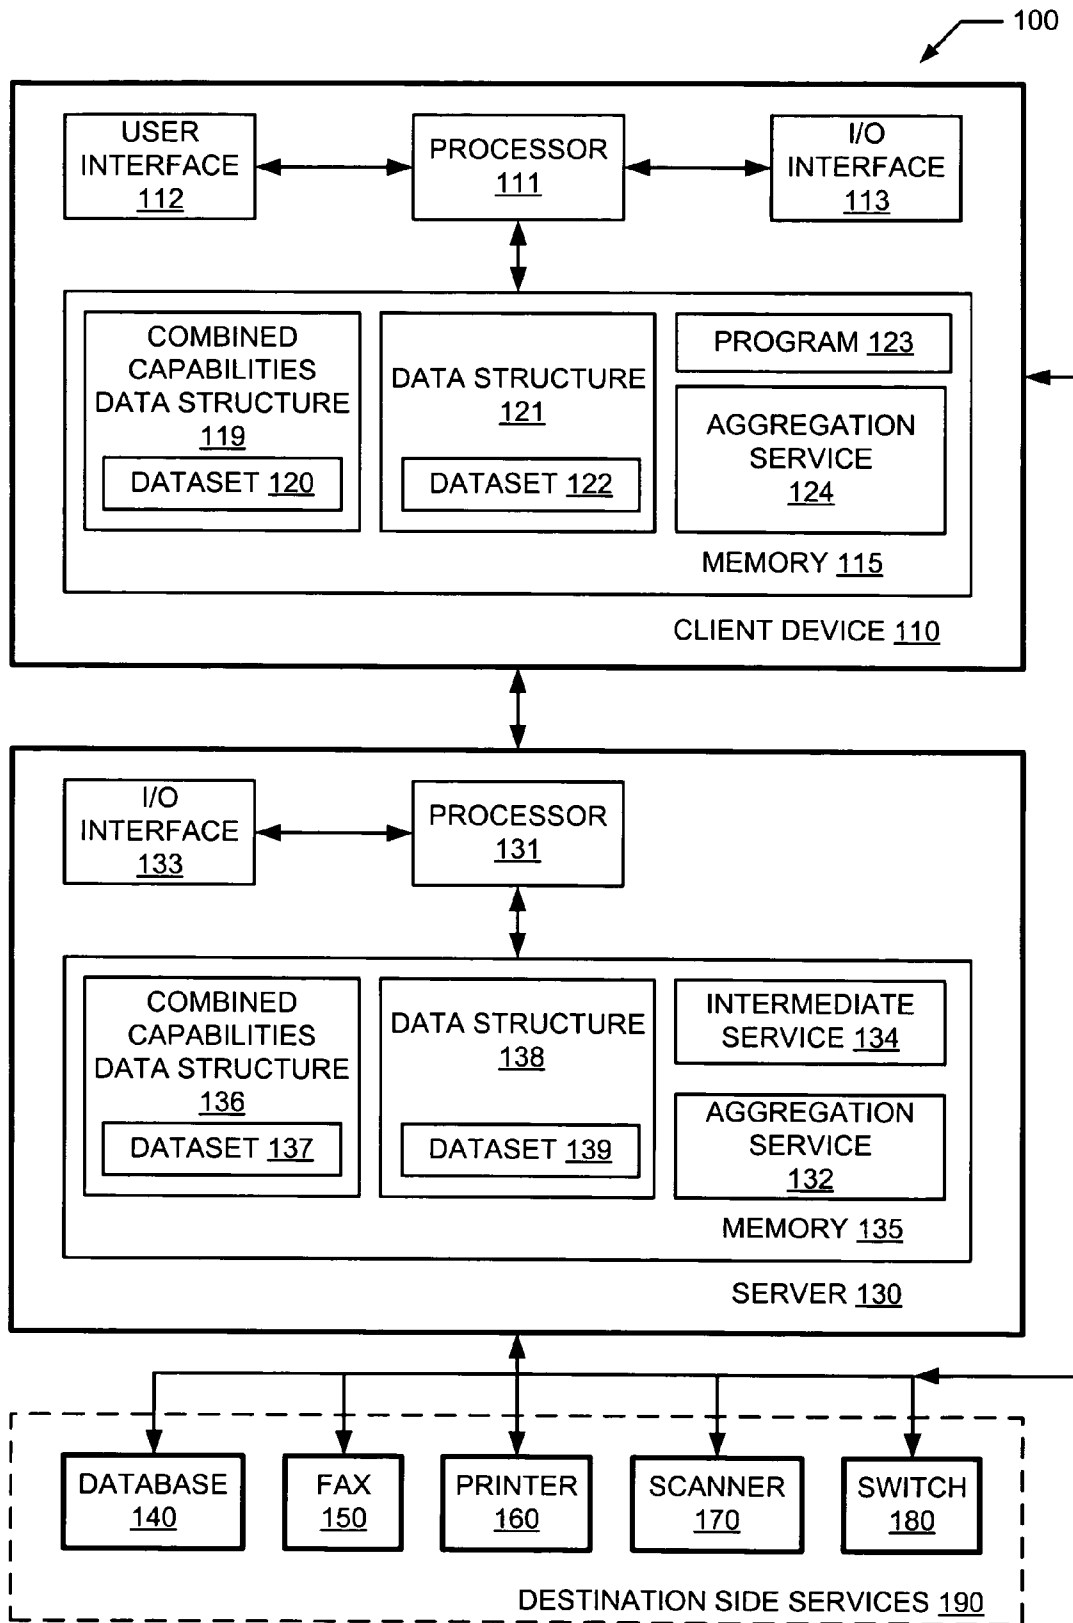 100
USER
INTERFACE
112
PROCESSOR
111
I/O
INTERFACE
113
COMBINED
CAPABILITIES
DATA STRUCTURE
119
DATASET 120
DATA STRUCTURE
121
DATASET 122
PROGRAM 123
AGGREGATION
SERVICE
124
MEMORY 115
CLIENT DEVICE 110
I/O
INTERFACE
133
PROCESSOR
131
COMBINED
CAPABILITIES
DATA STRUCTURE
136
DATASET 137
DATA STRUCTURE
138
DATASET 139
INTERMEDIATE
SERVICE 134
AGGREGATION
SERVICE
132
MEMORY 135
SERVER 130
DATABASE
140
FAX
150
PRINTER
160
SCANNER
170
SWITCH
180
DESTINATION SIDE SERVICES 190